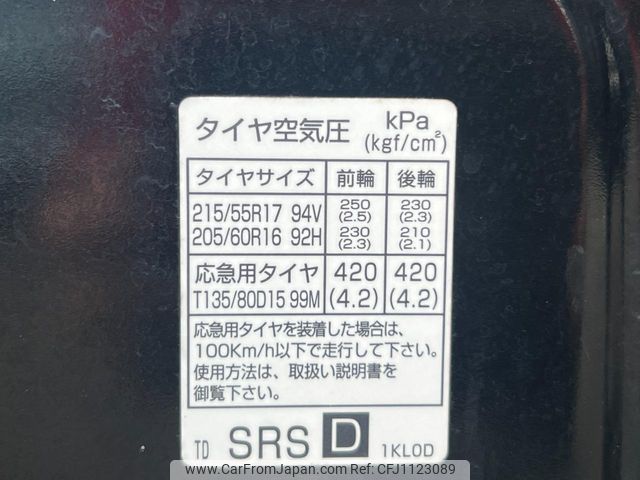 タイヤ空気圧 kPa (kgf/cm²)
タイヤサイズ 前輪 後輪
215/55R17 94V 250 (2.5) 230 (2.3)
205/60R16 92H 230 (2.3) 210 (2.1)
応急用タイヤ 420 420
T135/80D15 99M (4.2) (4.2)
応急用タイヤを装着した場合は、
100Km/h以下で走行して下さい。
使用方法は、取扱い説明書を
御覧下さい。
TD SRS D 1KL0D
© carfromjapan.com Ref No. CFJ11123089